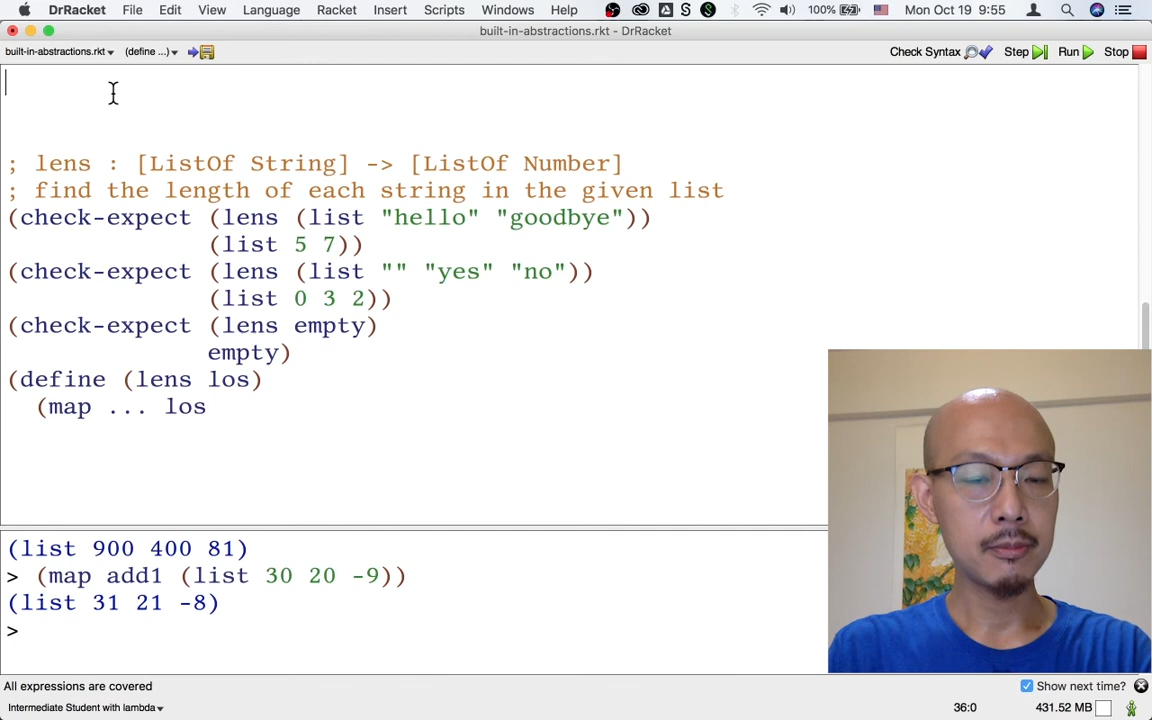 DrRacket File Edit View Language Racket Insert Scripts Windows Help S S 100% Mon Oct 19 9:55
built-in-abstractions.rkt - DrRacket
built-in-abstractions.rkt (define ...) Check Syntax Step Run Stop
; lens : [ListOf String] -> [ListOf Number]
; find the length of each string in the given list
(check-expect (lens (list "hello" "goodbye"))
(list 5 7))
(check-expect (lens (list "" "yes" "no"))
(list 0 3 2))
(check-expect (lens empty)
empty)
(define (lens los)
(map ... los
(list 900 400 81)
> (map add1 (list 30 20 -9))
(list 31 21 -8)
>
All expressions are covered Show next time?
Intermediate Student with lambda 36:0 431.52 MB